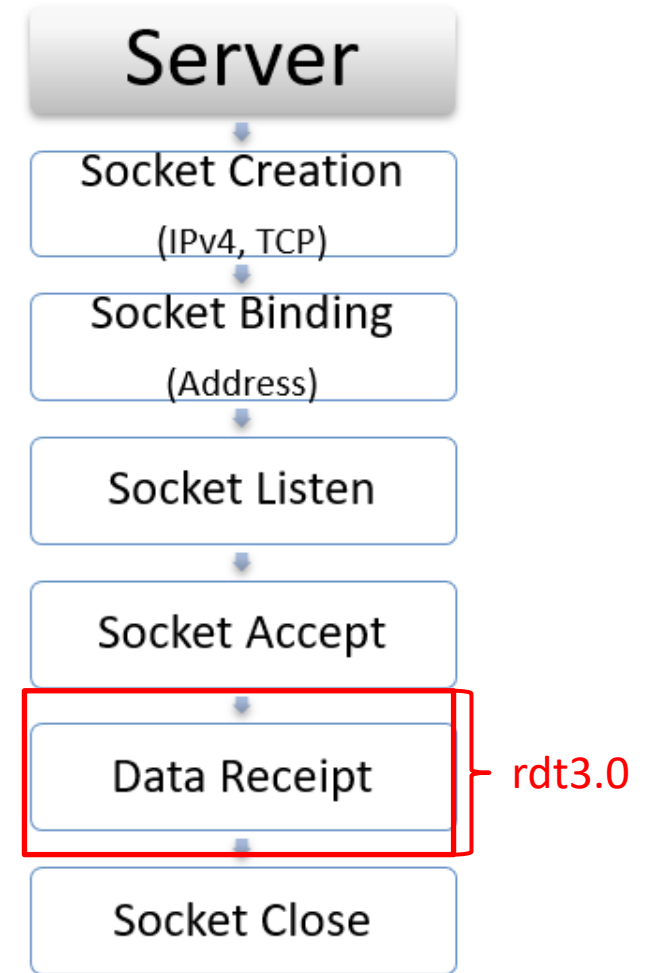 Server
Socket Creation
(IPv4, TCP)
Socket Binding
(Address)
Socket Listen
Socket Accept
Data Receipt
rdt3.0
Socket Close